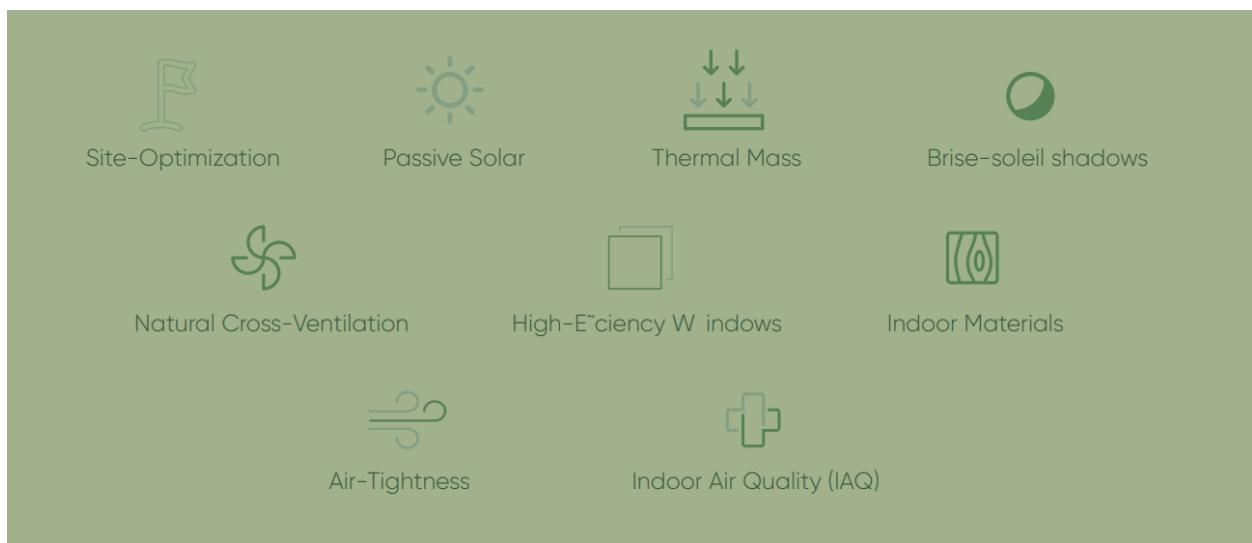 Site-Optimization
Passive Solar
Thermal Mass
Brise-soleil shadows
Natural Cross-Ventilation
High-E˜ciency W indows
Indoor Materials
Air-Tightness
Indoor Air Quality (IAQ)